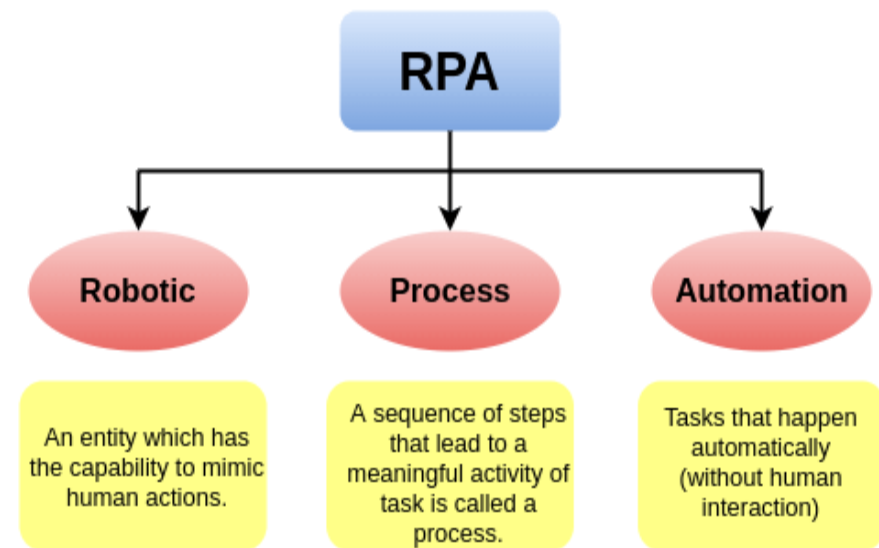 RPA
Robotic
Process
Automation
An entity which has
the capability to mimic
human actions.
A sequence of steps
that lead to a
meaningful activity of
task is called a
process.
Tasks that happen
automatically
(without human
interaction)